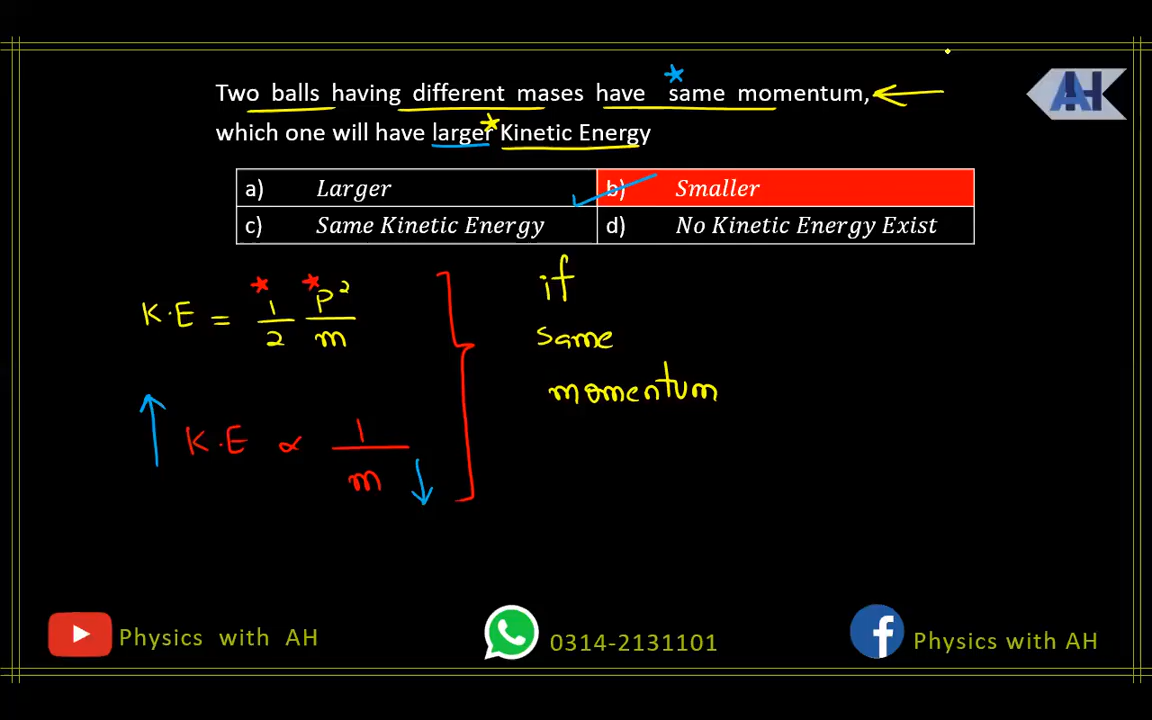 Two balls having different mases have same momentum,
which one will have larger Kinetic Energy
a) Larger b) Smaller
c) Same Kinetic Energy d) No Kinetic Energy Exist
K.E = 1/2 P²/m
if
same
momentum
K.E ∝ 1/m
AH
Physics with AH 0314-2131101 Physics with AH